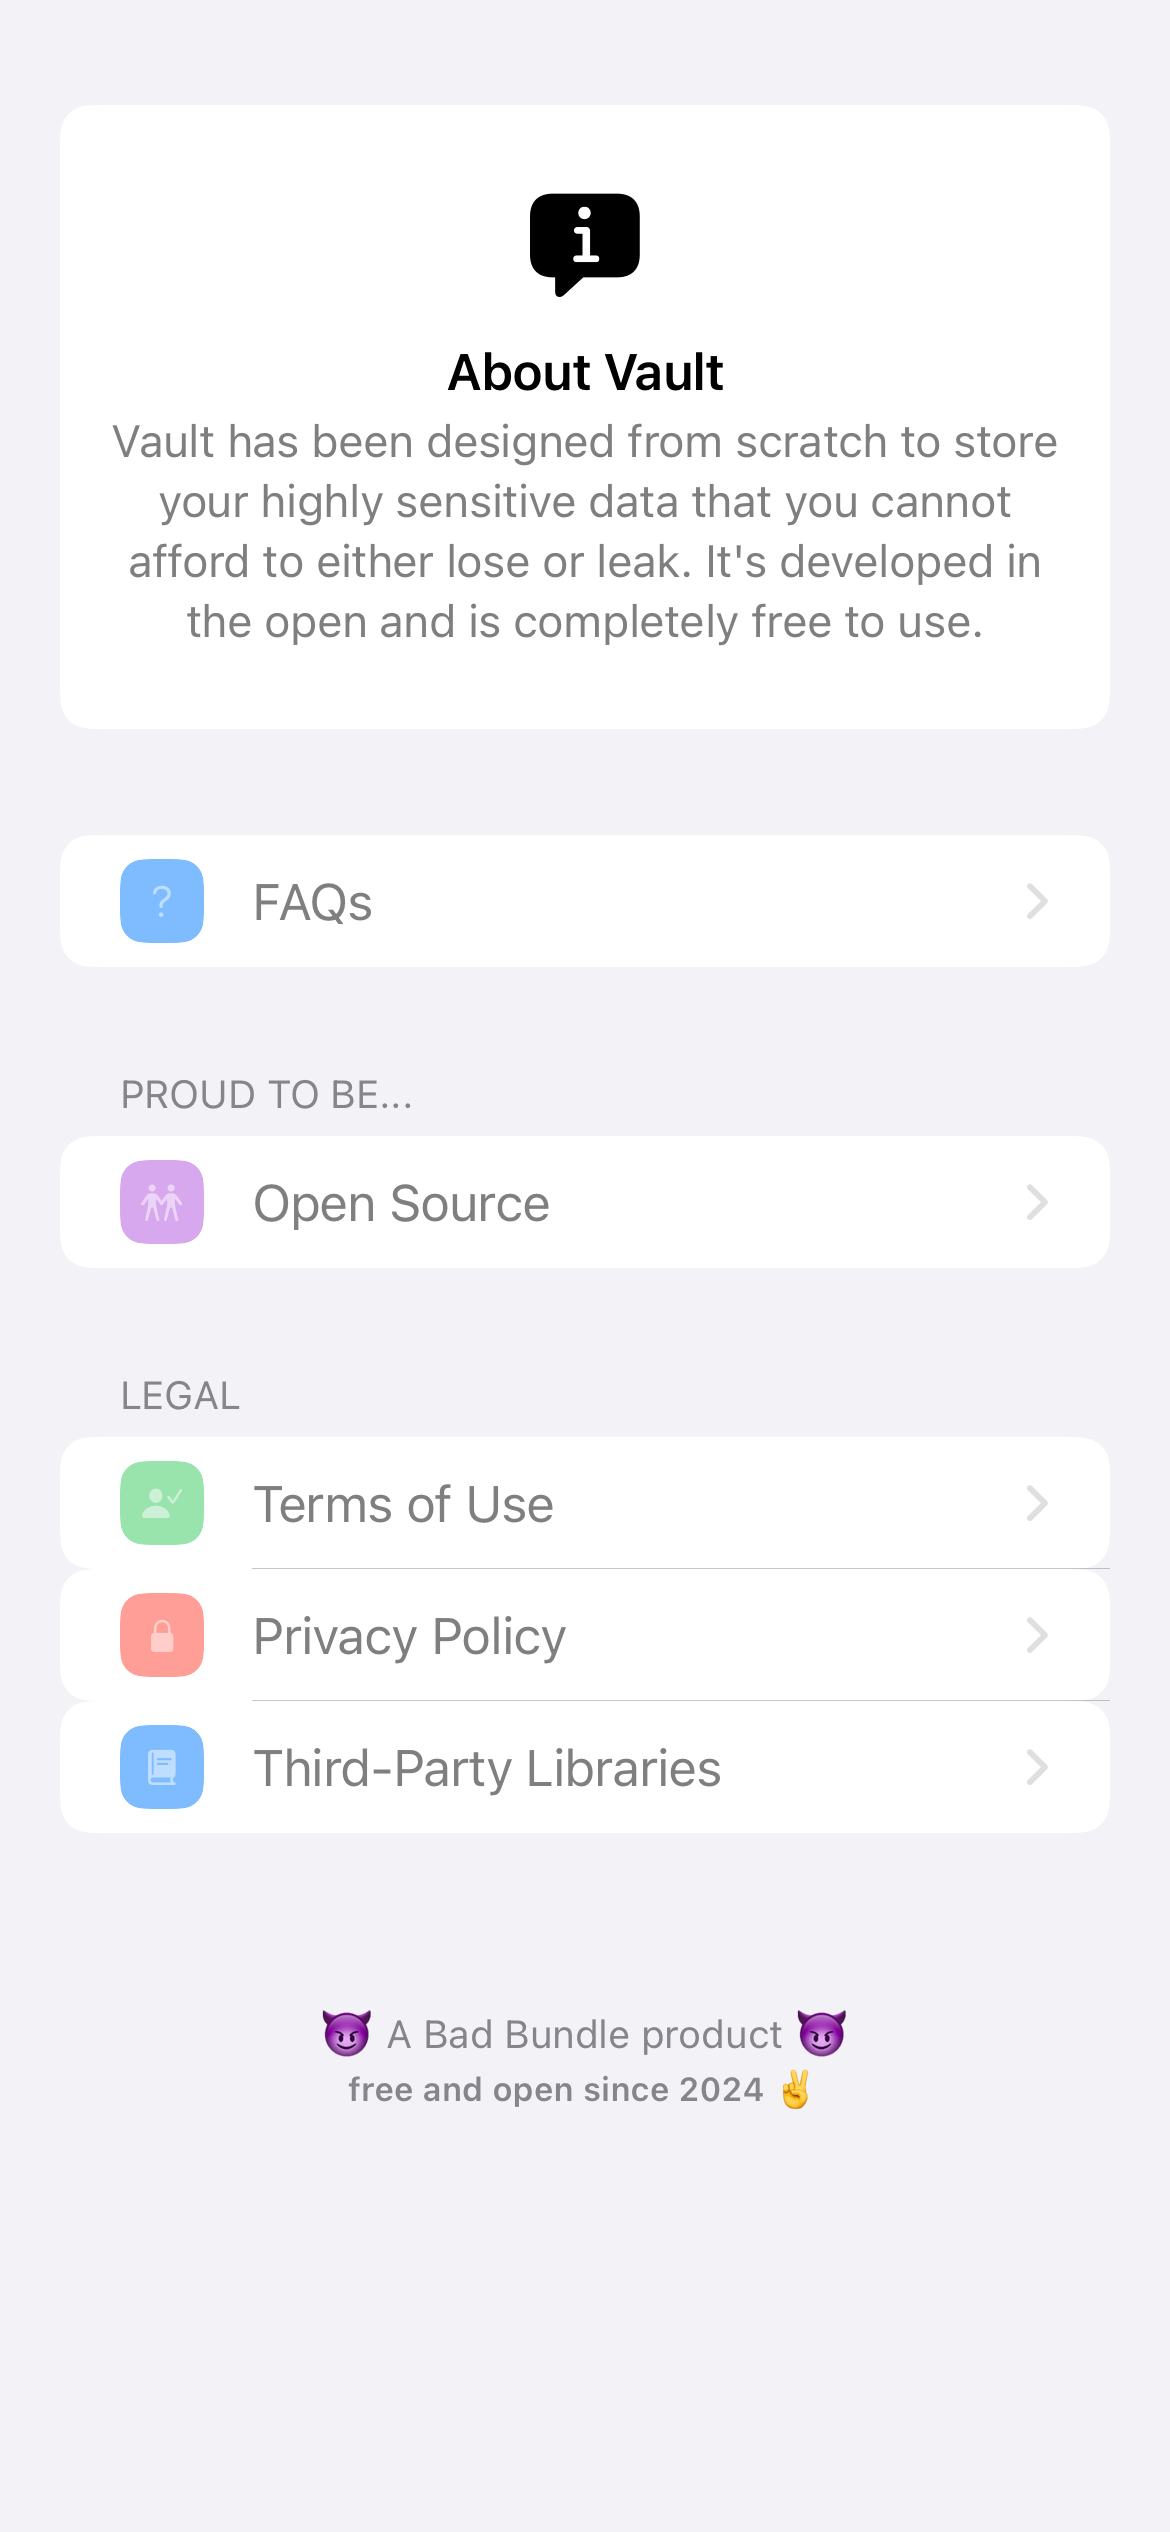 About Vault
Vault has been designed from scratch to store
your highly sensitive data that you cannot
afford to either lose or leak. It's developed in
the open and is completely free to use.
FAQs
PROUD TO BE...
Open Source
LEGAL
Terms of Use
Privacy Policy
Third-Party Libraries
😈 A Bad Bundle product 😈
free and open since 2024 ✌️